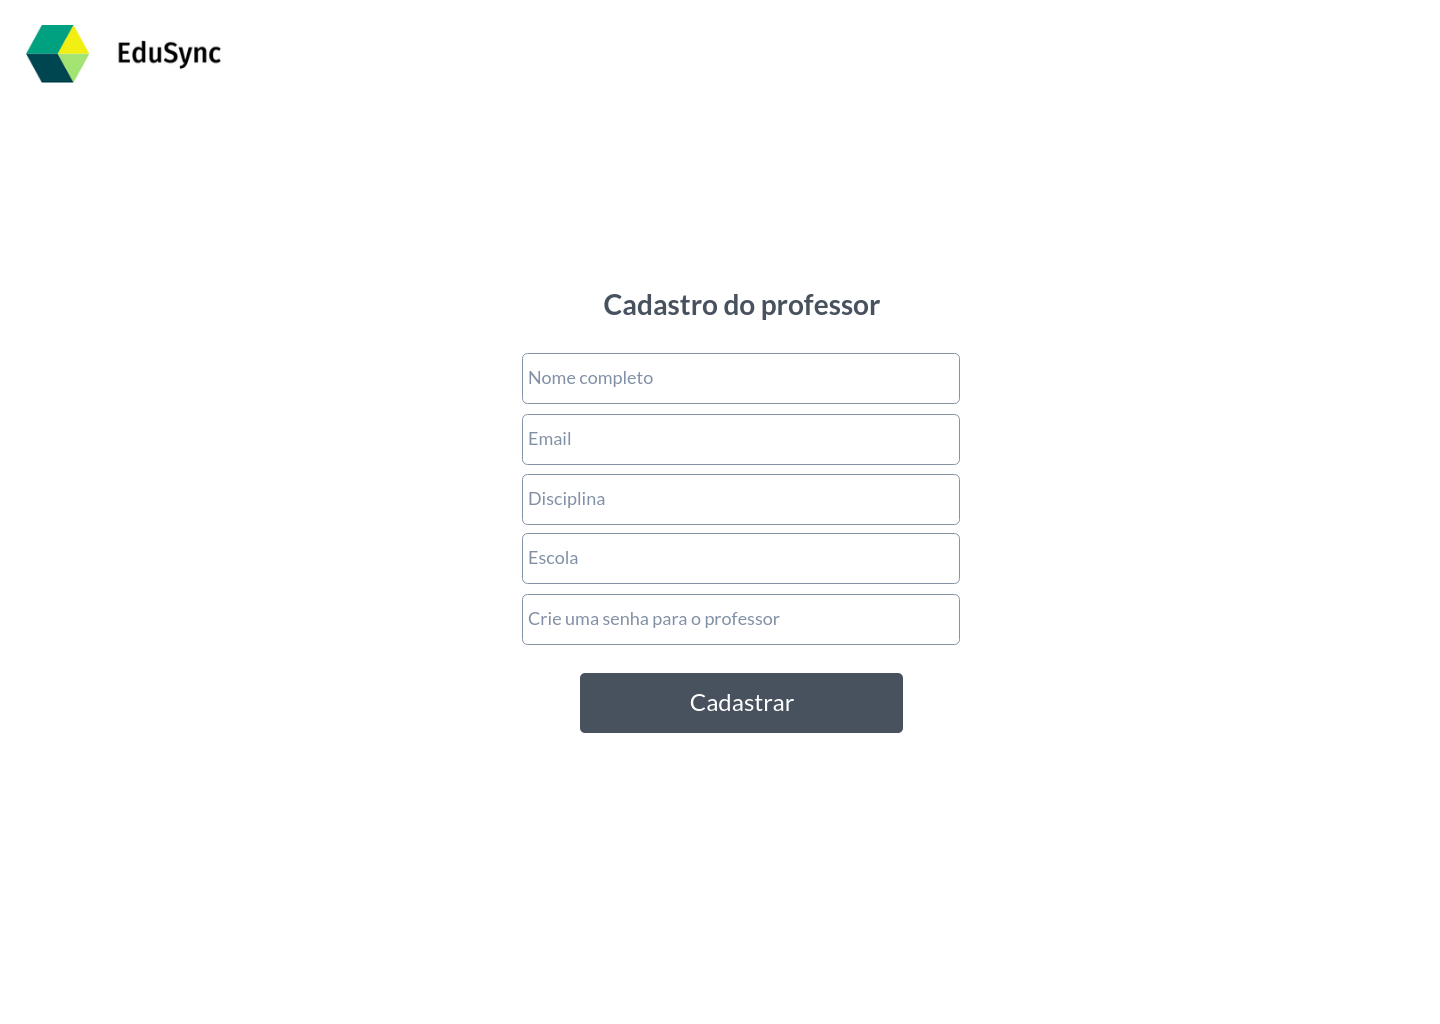 EduSync
Cadastro do professor
Nome completo
Email
Disciplina
Escola
Crie uma senha para o professor
Cadastrar